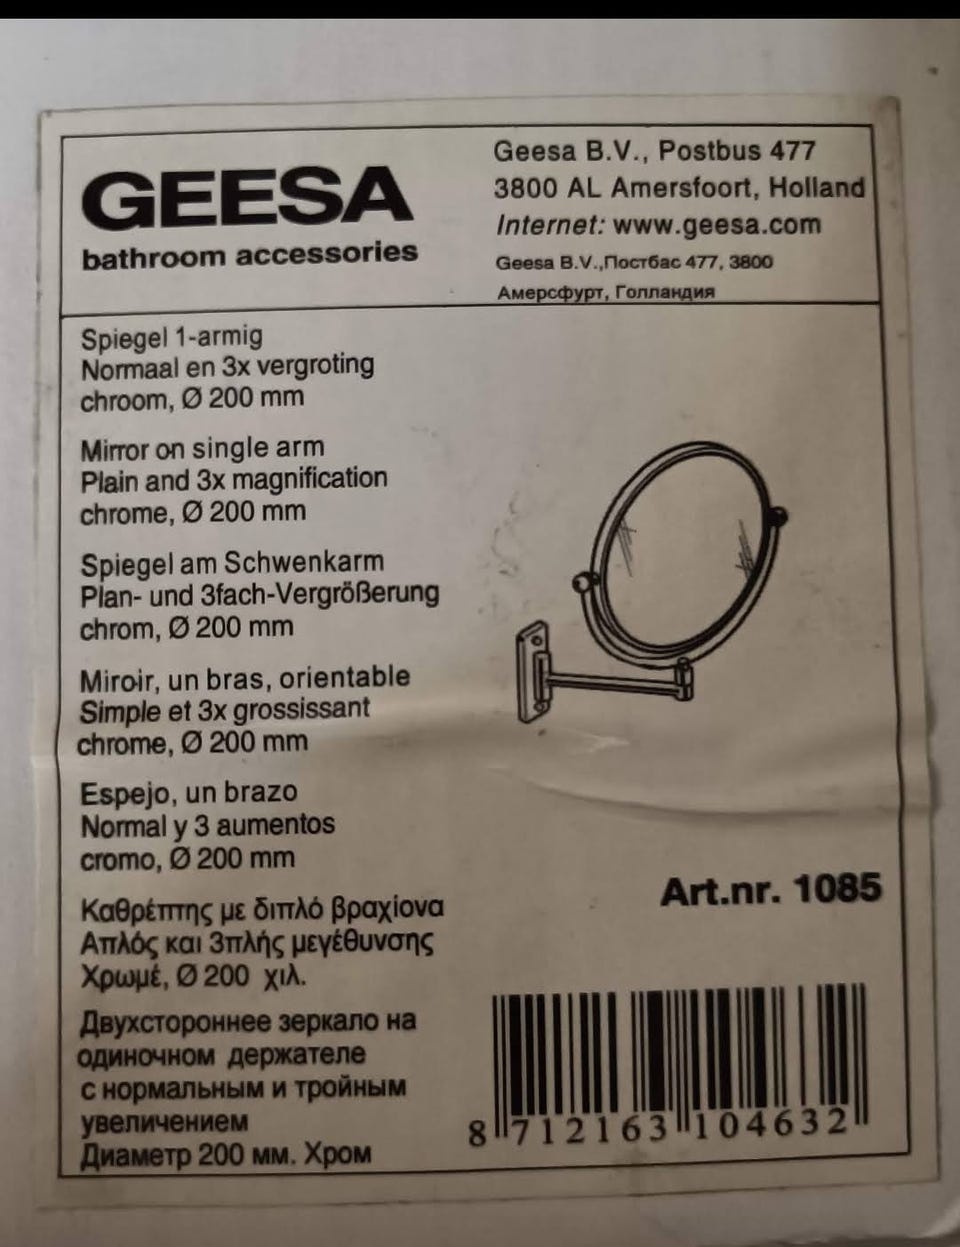 GEESA
bathroom accessories
Geesa B.V., Postbus 477
3800 AL Amersfoort, Holland
Internet: www.geesa.com
Geesa B.V.,Постбас 477, 3800
Амерсфурт, Голландия
Spiegel 1-armig
Normaal en 3x vergroting
chroom, Ø 200 mm
Mirror on single arm
Plain and 3x magnification
chrome, Ø 200 mm
Spiegel am Schwenkarm
Plan- und 3fach-Vergrößerung
chrom, Ø 200 mm
Miroir, un bras, orientable
Simple et 3x grossissant
chrome, Ø 200 mm
Espejo, un brazo
Normal y 3 aumentos
cromo, Ø 200 mm
Καθρέπτης με διπλό βραχίονα
Απλός και 3πλής μεγέθυνσης
Χρωμέ, Ø 200 χιλ.
Двухстороннее зеркало на
одиночном держателе
с нормальным и тройным
увеличением
Диаметр 200 мм. Хром
Art.nr. 1085
8 712163 104632